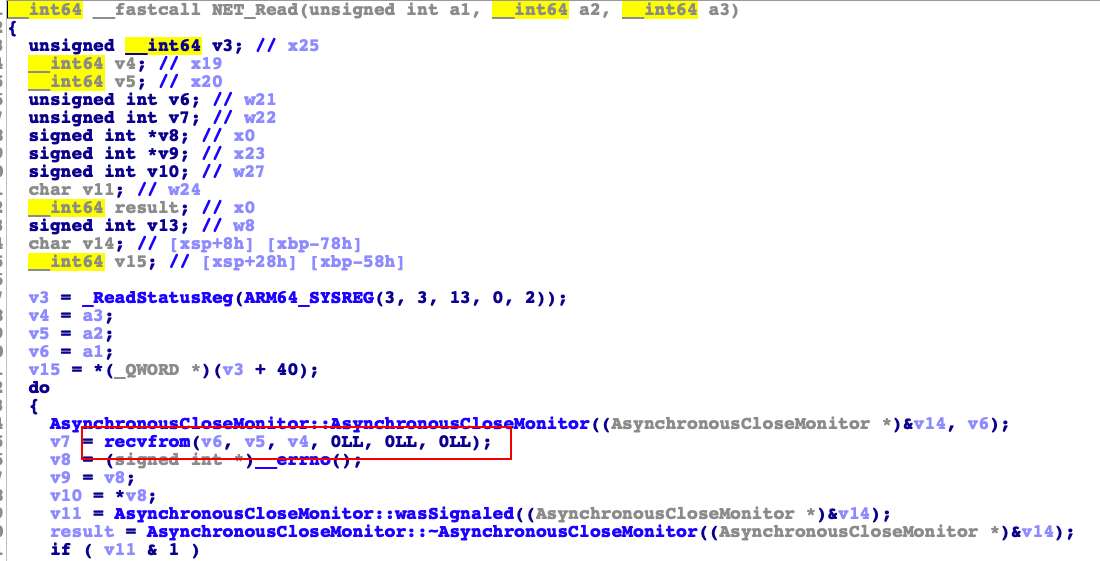 __int64 __fastcall NET_Read(unsigned int a1, __int64 a2, __int64 a3)
{
unsigned __int64 v3; // x25
__int64 v4; // x19
__int64 v5; // x20
unsigned int v6; // w21
unsigned int v7; // w22
signed int *v8; // x0
signed int *v9; // x23
signed int v10; // w27
char v11; // w24
__int64 result; // x0
signed int v13; // w8
char v14; // [xsp+8h] [xbp-78h]
__int64 v15; // [xsp+28h] [xbp-58h]
v3 = _ReadStatusReg(ARM64_SYSREG(3, 3, 13, 0, 2));
v4 = a3;
v5 = a2;
v6 = a1;
v15 = *(_QWORD *)(v3 + 40);
do
{
AsynchronousCloseMonitor::AsynchronousCloseMonitor((AsynchronousCloseMonitor *)&v14, v6);
v7 = recvfrom(v6, v5, v4, 0LL, 0LL, 0LL);
v8 = (signed int *)__errno();
v9 = v8;
v10 = *v8;
v11 = AsynchronousCloseMonitor::wasSignaled((AsynchronousCloseMonitor *)&v14);
result = AsynchronousCloseMonitor::~AsynchronousCloseMonitor((AsynchronousCloseMonitor *)&v14);
if ( v11 & 1 )